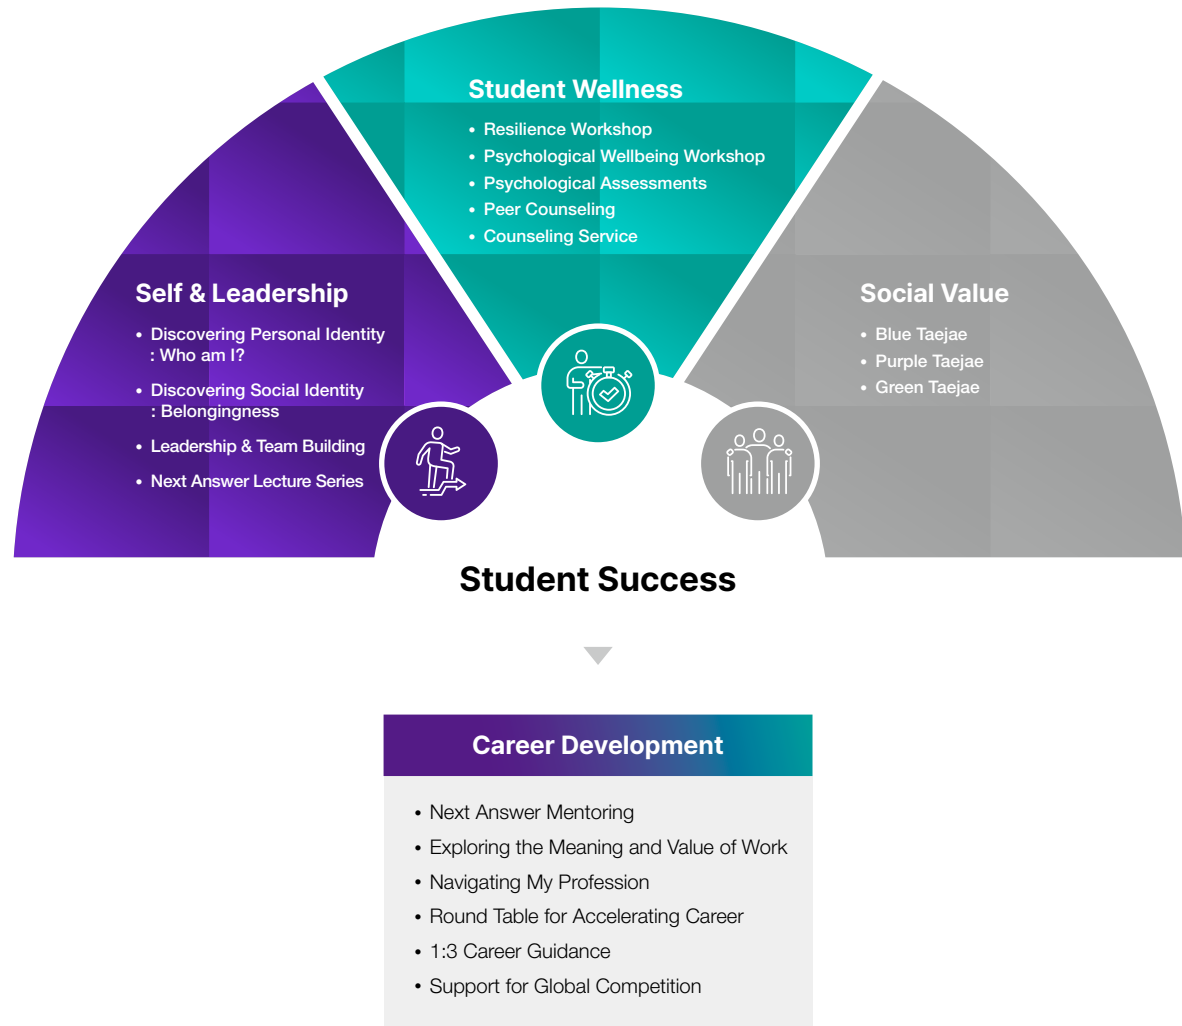 Student Wellness
• Resilience Workshop
• Psychological Wellbeing Workshop
• Psychological Assessments
• Peer Counseling
• Counseling Service
Self & Leadership
• Discovering Personal Identity
: Who am I?
• Discovering Social Identity
: Belongingness
• Leadership & Team Building
• Next Answer Lecture Series
Social Value
• Blue Taejae
• Purple Taejae
• Green Taejae
Student Success
Career Development
• Next Answer Mentoring
• Exploring the Meaning and Value of Work
• Navigating My Profession
• Round Table for Accelerating Career
• 1:3 Career Guidance
• Support for Global Competition